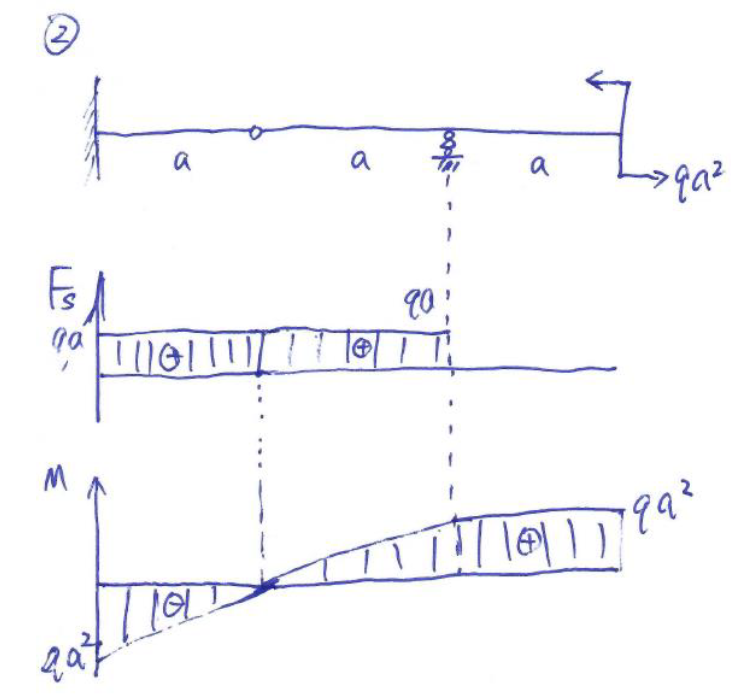 ②
a a a qa²
Fs
qa
qa
⊕ ⊕
M
qa²
⊕
⊖
qa²